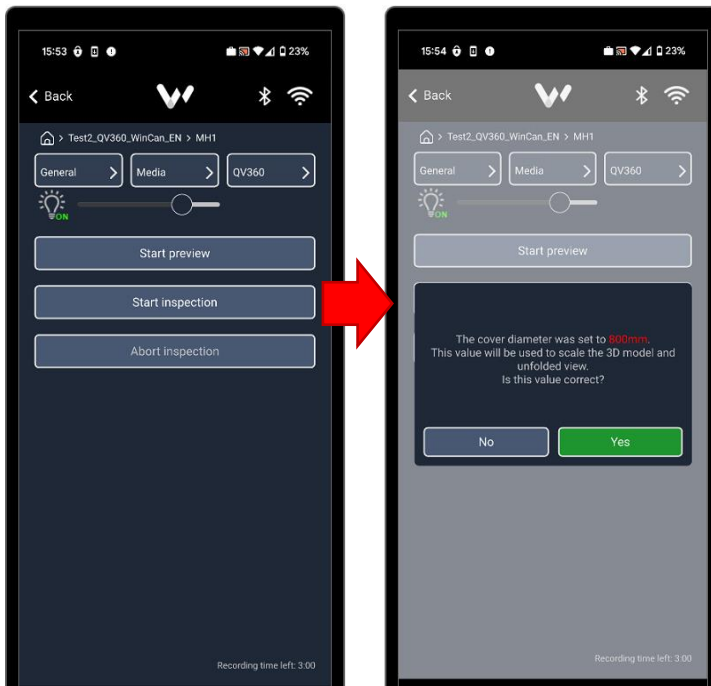 15:53
23%
Back
> Test2_QV360_WinCan_EN > MH1
General
Media
QV360
ON
Start preview
Start inspection
Abort inspection
Recording time left: 3:00
15:54
23%
Back
> Test2_QV360_WinCan_EN > MH1
General
Media
QV360
ON
Start preview
The cover diameter was set to 800mm.
This value will be used to scale the 3D model and
unfolded view.
Is this value correct?
No
Yes
Recording time left: 3:00